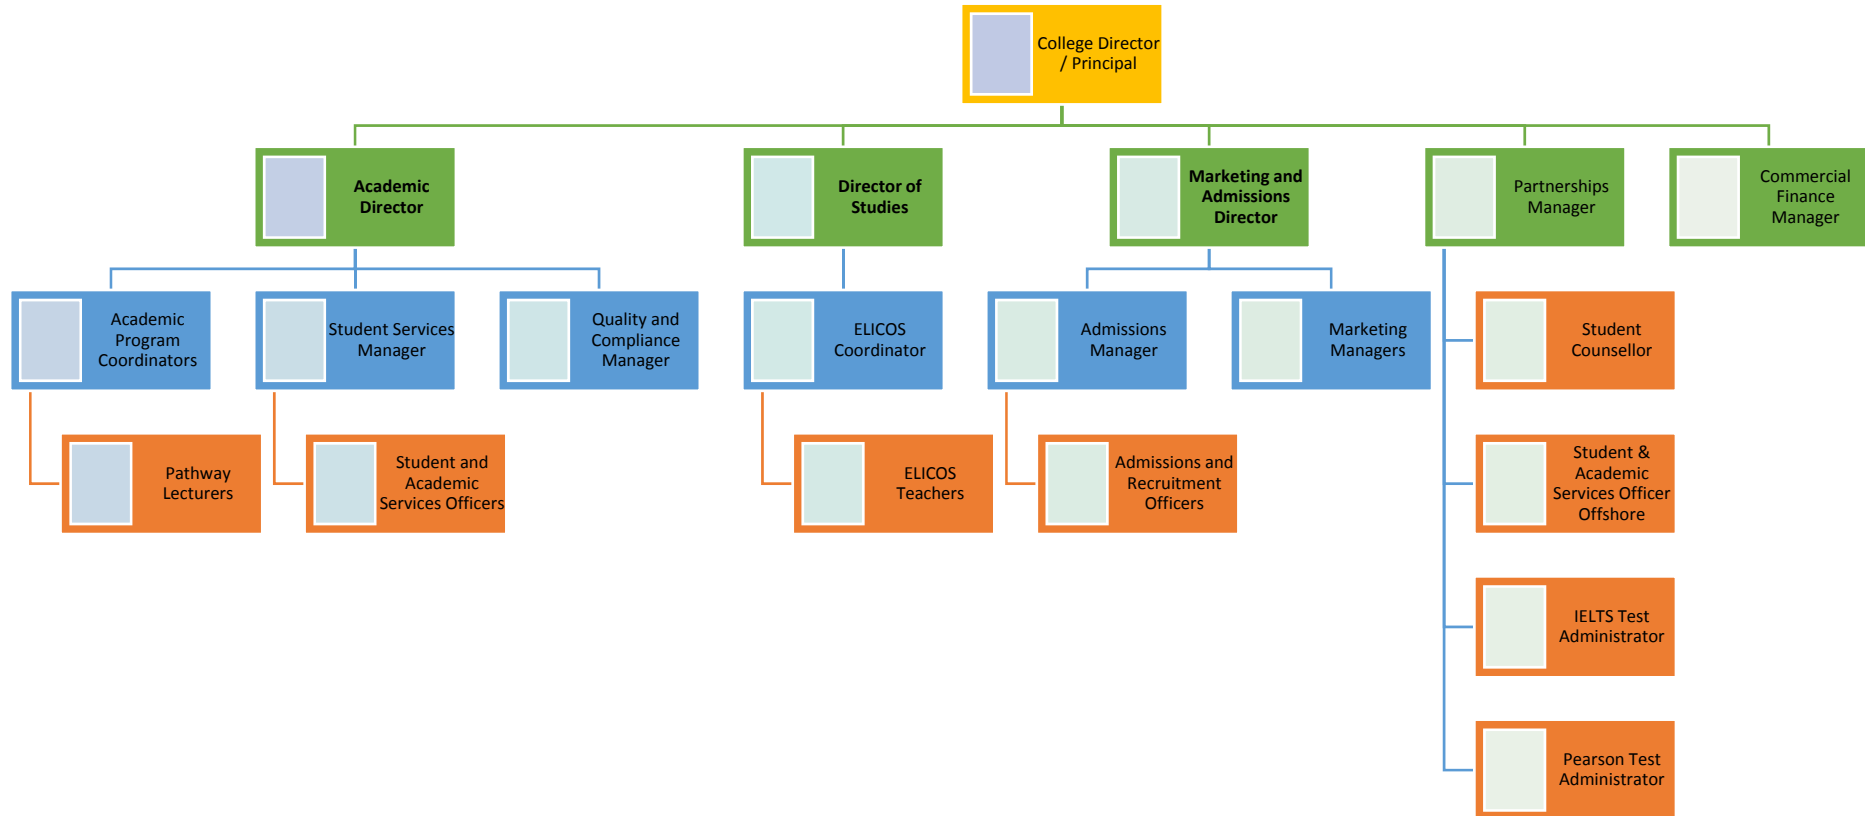 College Director
/ Principal
Academic
Director
Director of
Studies
Marketing and
Admissions
Director
Partnerships
Manager
Commercial
Finance
Manager
Academic
Program
Coordinators
Student Services
Manager
Quality and
Compliance
Manager
ELICOS
Coordinator
Admissions
Manager
Marketing
Managers
Student
Counsellor
Pathway
Lecturers
Student and
Academic
Services Officers
ELICOS
Teachers
Admissions and
Recruitment
Officers
Student &
Academic
Services Officer
Offshore
IELTS Test
Administrator
Pearson Test
Administrator